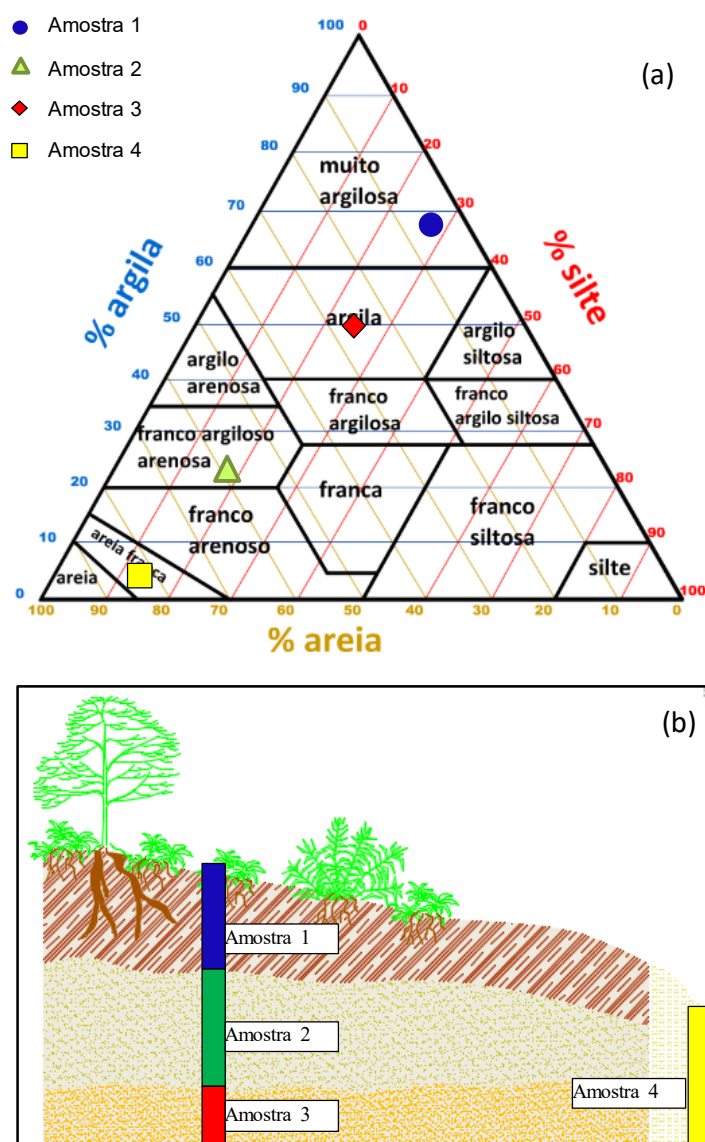 Amostra 1
Amostra 2
Amostra 3
Amostra 4
(a)
100 0
90 10
80 20
muito
argilosa
70 30
60 40
% argila
% silte
argila
50 50
argilo
siltosa
argilo
arenosa
40 60
franco
argilosa
franco
argilo siltosa
30 70
franco argiloso
arenosa
20 80
franca
franco
arenoso
franco
siltosa
10 90
areia franca
areia
silte
0 100
100 90 80 70 60 50 40 30 20 10 0
% areia
(b)
Amostra 1
Amostra 2
Amostra 3
Amostra 4